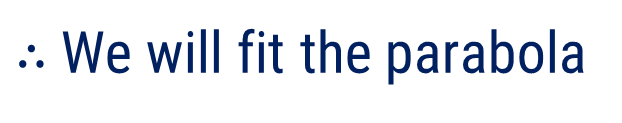 ∴ We will fit the parabola